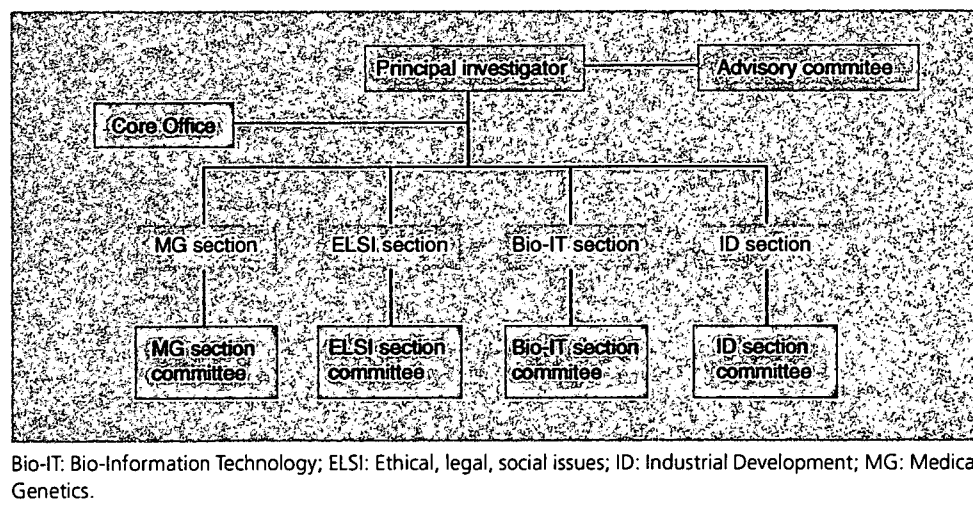 Principal investigator
Advisory commitee
Core Office
MG section
ELSI section
Bio-IT section
ID section
MG section
committee
ELSI section
committee
Bio-IT section
commitee
ID section
committee
Bio-IT: Bio-Information Technology; ELSI: Ethical, legal, social issues; ID: Industrial Development; MG: Medica
Genetics.